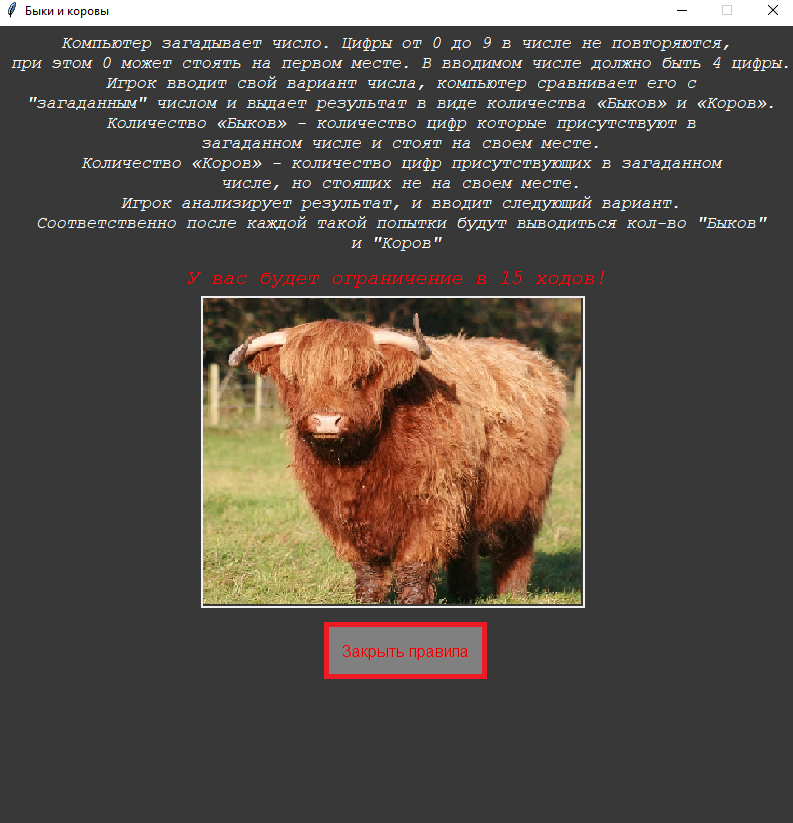 Быки и коровы
Компьютер загадывает число. Цифры от 0 до 9 в числе не повторяются,
при этом 0 может стоять на первом месте. В вводимом числе должно быть 4 цифры.
Игрок вводит свой вариант числа, компьютер сравнивает его с
"загаданным" числом и выдает результат в виде количества «Быков» и «Коров».
Количество «Быков» - количество цифр которые присутствуют в
загаданном числе и стоят на своем месте.
Количество «Коров» - количество цифр присутствующих в загаданном
числе, но стоящих не на своем месте.
Игрок анализирует результат, и вводит следующий вариант.
Соответственно после каждой такой попытки будут выводиться кол-во "Быков"
и "Коров"
У вас будет ограничение в 15 ходов!
Закрыть правила